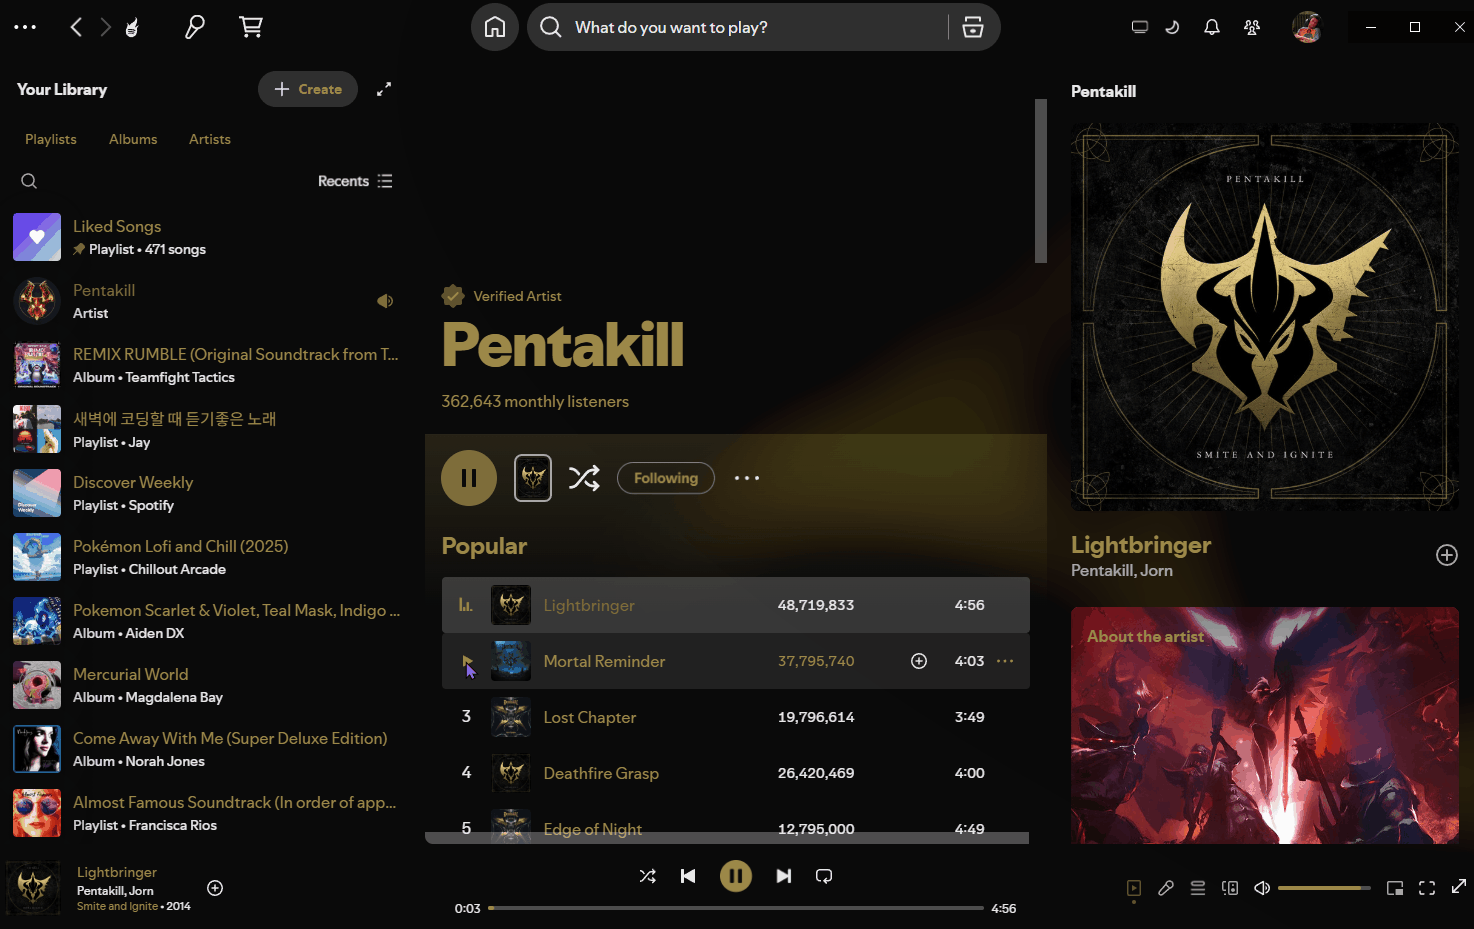 What do you want to play?
Your Library
Create
Playlists
Albums
Artists
Recents
Liked Songs
Playlist • 471 songs
Pentakill
Artist
REMIX RUMBLE (Original Soundtrack from T...
Album • Teamfight Tactics
새벽에 코딩할 때 듣기좋은 노래
Playlist • Jay
Discover Weekly
Playlist • Spotify
Pokémon Lofi and Chill (2025)
Playlist • Chillout Arcade
Pokemon Scarlet & Violet, Teal Mask, Indigo ...
Album • Aiden DX
Mercurial World
Album • Magdalena Bay
Come Away With Me (Super Deluxe Edition)
Album • Norah Jones
Almost Famous Soundtrack (In order of app...
Playlist • Francisca Rios
Verified Artist
Pentakill
362,643 monthly listeners
Following
Popular
Lightbringer 48,719,833 4:56
Mortal Reminder 37,795,740 4:03
3 Lost Chapter 19,796,614 3:49
4 Deathfire Grasp 26,420,469 4:00
5 Edge of Night 12,795,000 4:49
Pentakill
PENTAKILL
SMITE AND IGNITE
Lightbringer
Pentakill, Jorn
About the artist
Lightbringer
Pentakill, Jorn
Smite and Ignite • 2014
0:03
4:56